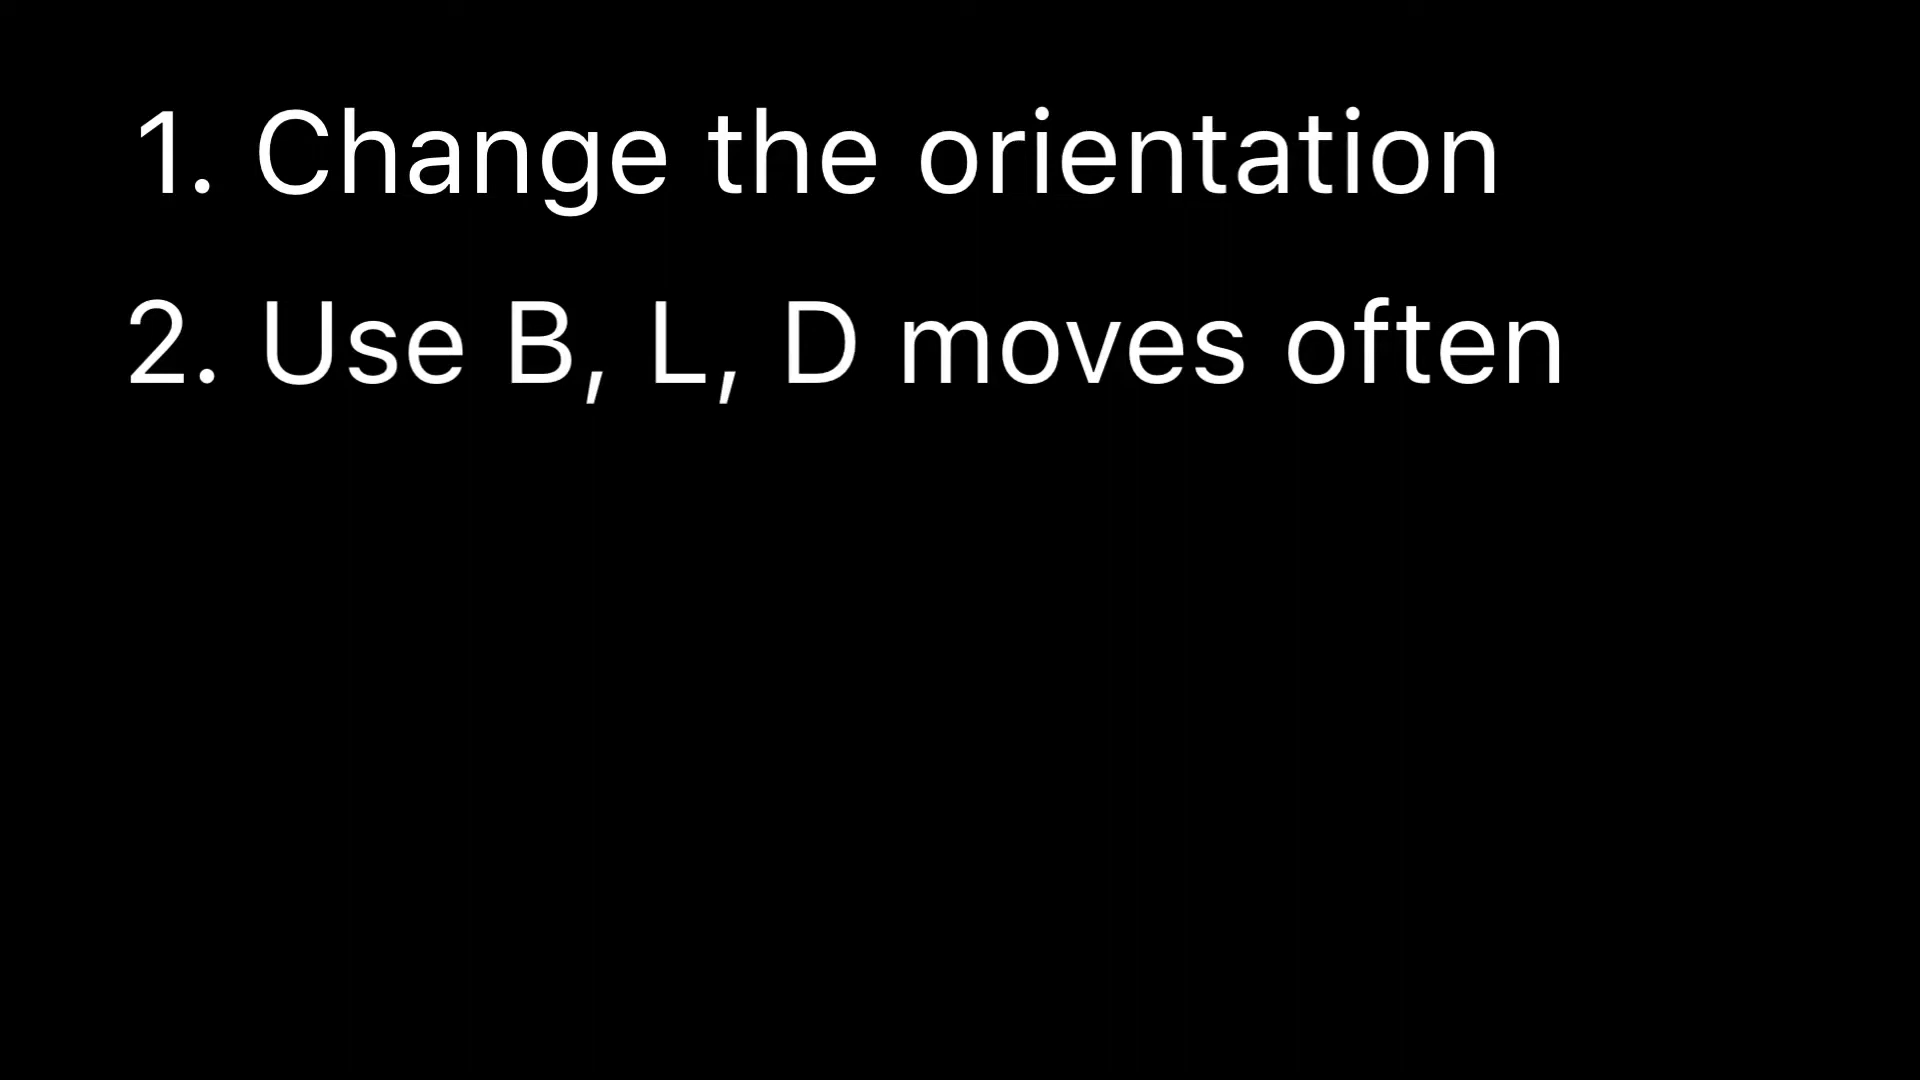 1. Change the orientation
2. Use B, L, D moves often